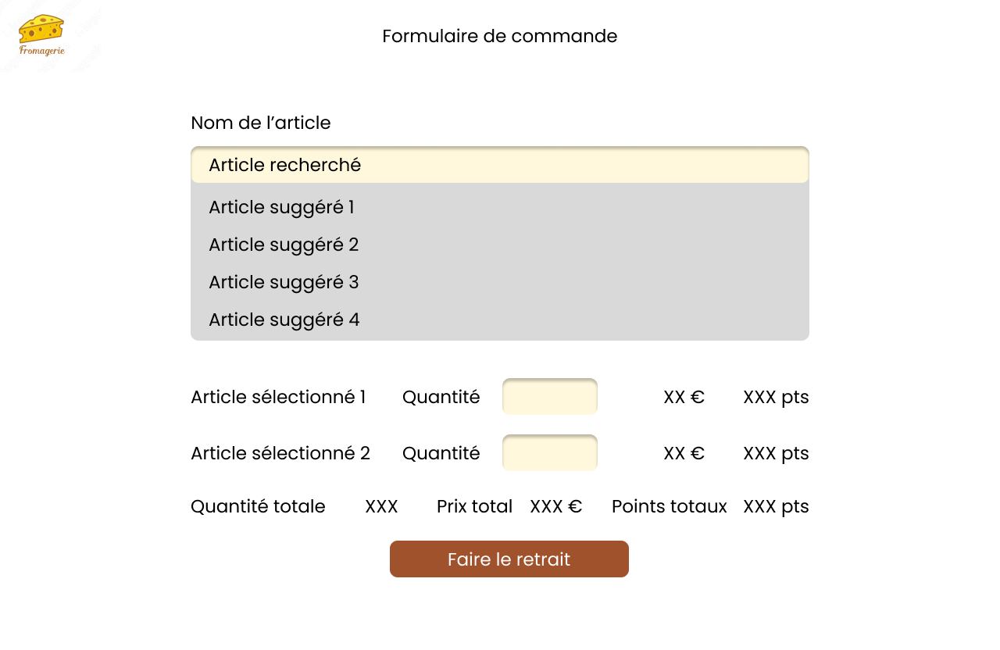 Fromagerie
Formulaire de commande
Nom de l’article
Article recherché
Article suggéré 1
Article suggéré 2
Article suggéré 3
Article suggéré 4
Article sélectionné 1 Quantité XX € XXX pts
Article sélectionné 2 Quantité XX € XXX pts
Quantité totale XXX Prix total XXX € Points totaux XXX pts
Faire le retrait